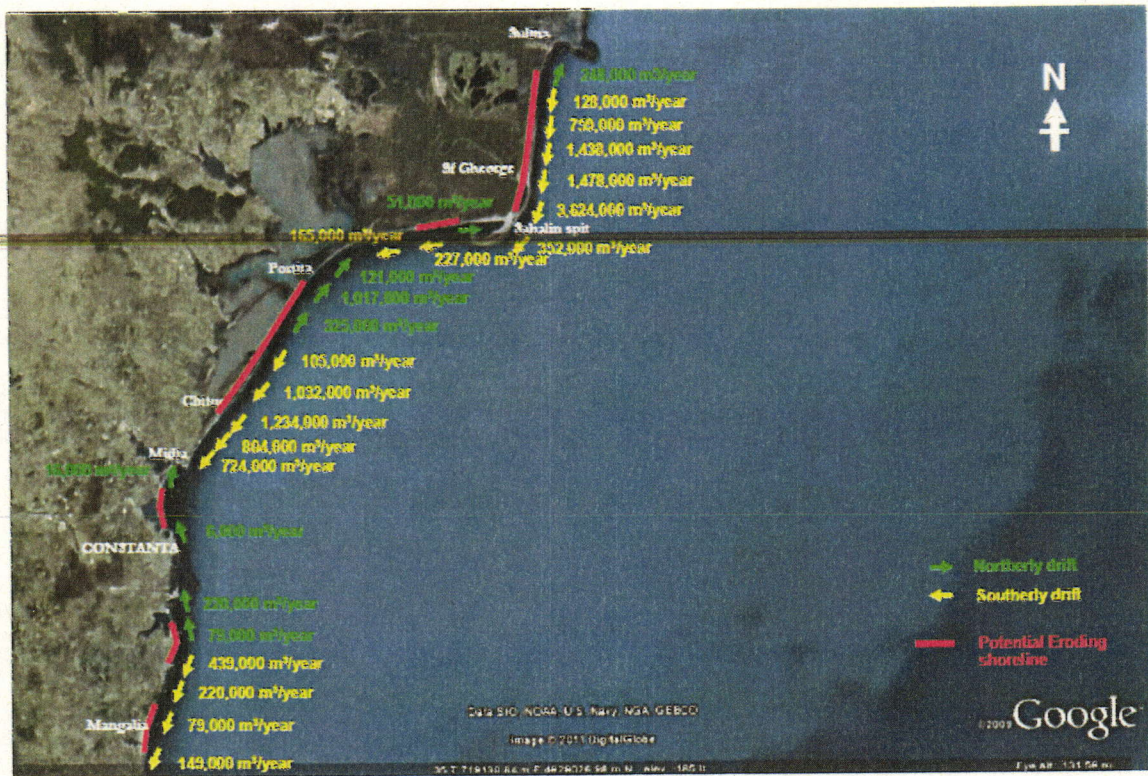 Sulina
N
248,000 m³/year
128,000 m³/year
750,000 m³/year
1,438,000 m³/year
1,478,000 m³/year
Sf Gheorge
3,624,000 m³/year
51,000 m³/year
Sahalin spit
165,000 m³/year
352,000 m³/year
227,000 m³/year
Portita
121,000 m³/year
1,017,000 m³/year
325,000 m³/year
105,000 m³/year
1,032,000 m³/year
Chituc
1,234,000 m³/year
804,000 m³/year
Midia
724,000 m³/year
m³/year
6,000 m³/year
CONSTANTA
Northerly drift
Southerly drift
220,000 m³/year
75,000 m³/year
Potential Eroding
shoreline
439,000 m³/year
220,000 m³/year
Mangalia
79,000 m³/year
149,000 m³/year
Data SIO, NOAA, U.S. Navy, NGA, GEBCO
Image © 2011 DigitalGlobe
©2009 Google